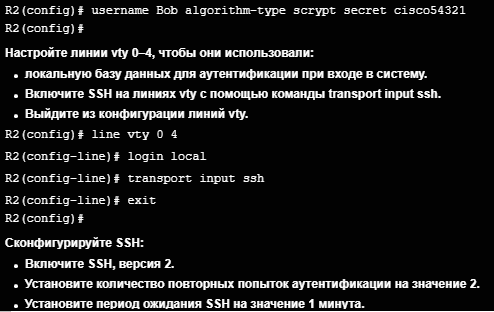 R2(config)# username Bob algorithm-type scrypt secret cisco54321
R2(config)#
Настройте линии vty 0–4, чтобы они использовали:
• локальную базу данных для аутентификации при входе в систему.
• Включите SSH на линиях vty с помощью команды transport input ssh.
• Выйдите из конфигурации линий vty.
R2(config)# line vty 0 4
R2(config-line)# login local
R2(config-line)# transport input ssh
R2(config-line)# exit
R2(config)#
Сконфигурируйте SSH:
• Включите SSH, версия 2.
• Установите количество повторных попыток аутентификации на значение 2.
• Установите период ожидания SSH на значение 1 минута.